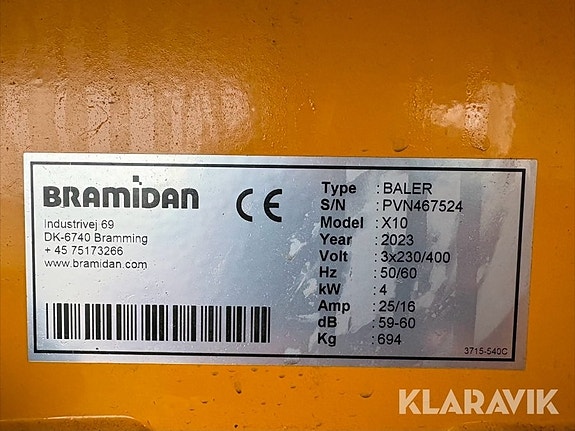 BRAMIDAN
Industrivej 69
DK-6740 Bramming
+ 45 75173266
www.bramidan.com
CE
Type : BALER
S/N : PVN467524
Model : X10
Year : 2023
Volt : 3x230/400
Hz : 50/60
kW : 4
Amp : 25/16
dB : 59-60
Kg : 694
3715-540C
KLARAVIK